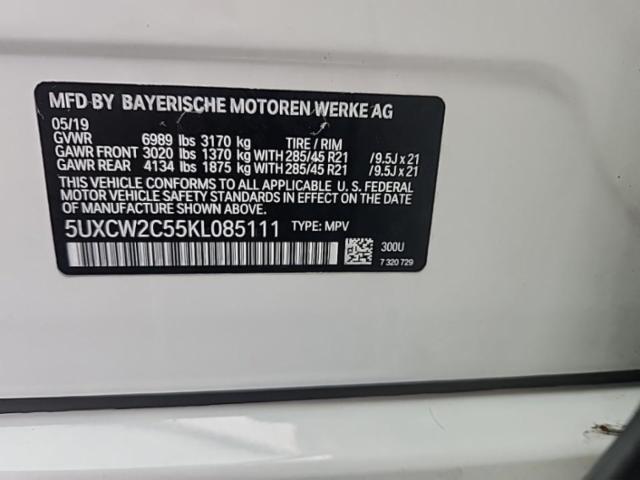 MFD BY BAYERISCHE MOTOREN WERKE AG
05/19
GVWR 6989 lbs 3170 kg TIRE / RIM
GAWR FRONT 3020 lbs 1370 kg WITH 285/45 R21 /9.5J x 21
GAWR REAR 4134 lbs 1875 kg WITH 285/45 R21 /9.5J x 21
THIS VEHICLE CONFORMS TO ALL APPLICABLE U. S. FEDERAL
MOTOR VEHICLE SAFETY STANDARDS IN EFFECT ON THE
DATE OF MANUFACTURE SHOWN ABOVE.
5UXCW2C55KL085111 TYPE: MPV
300U
7 320 729